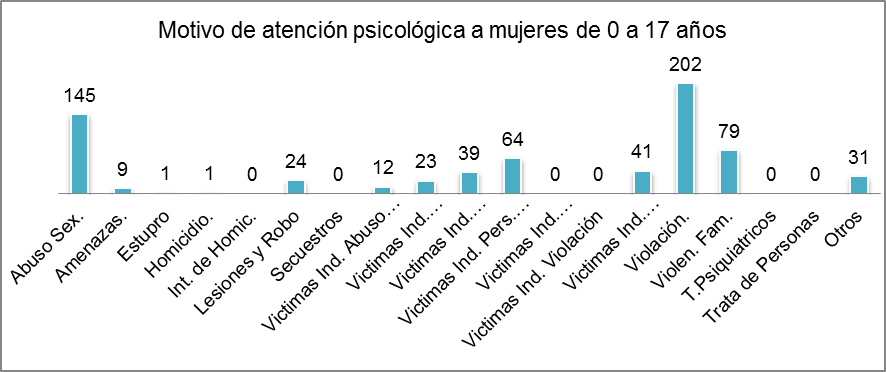 Motivo de atención psicológica a mujeres de 0 a 17 años
145
9
1
1
0
24
0
12
23
39
64
0
0
41
202
79
0
0
31
Abuso Sex.
Amenazas.
Estupro
Homicidio.
Int. de Homic.
Lesiones y Robo
Secuestros
Victimas Ind. Abuso…
Victimas Ind.…
Victimas Ind.…
Victimas Ind. Pers.…
Victimas Ind.…
Victimas Ind. Violación
Victimas Ind.…
Violación.
Violen. Fam.
T.Psiquiatricos
Trata de Personas
Otros